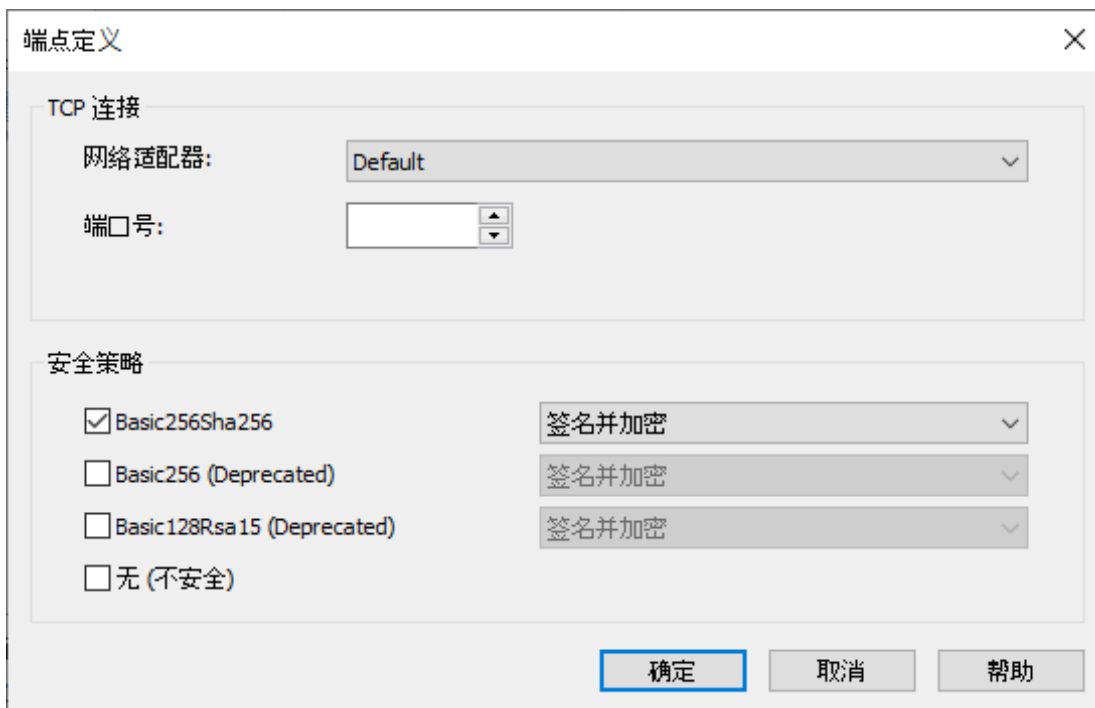 端点定义
TCP 连接
网络适配器: Default
端口号:
安全策略
Basic256Sha256 签名并加密
Basic256 (Deprecated) 签名并加密
Basic128Rsa15 (Deprecated) 签名并加密
无 (不安全)
确定 取消 帮助